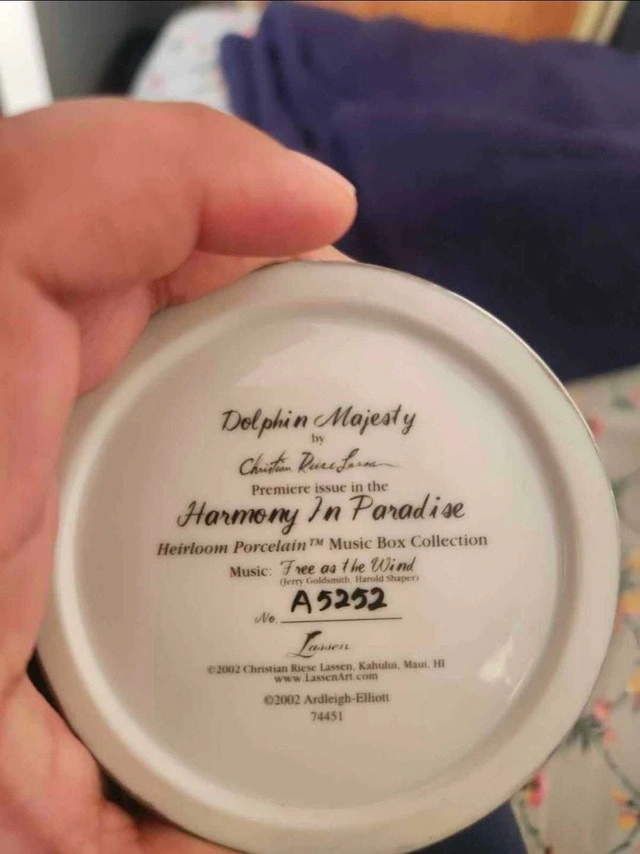 Dolphin Majesty
by
Christian Riese Lassen
Premiere issue in the
Harmony In Paradise
Heirloom Porcelain™ Music Box Collection
Music: Free as the Wind
(Jerry Goldsmith, Harold Shaper)
No. A5252
Lassen
©2002 Christian Riese Lassen, Kahului, Maui, HI
www.LassenArt.com
©2002 Ardleigh-Elliott
74451